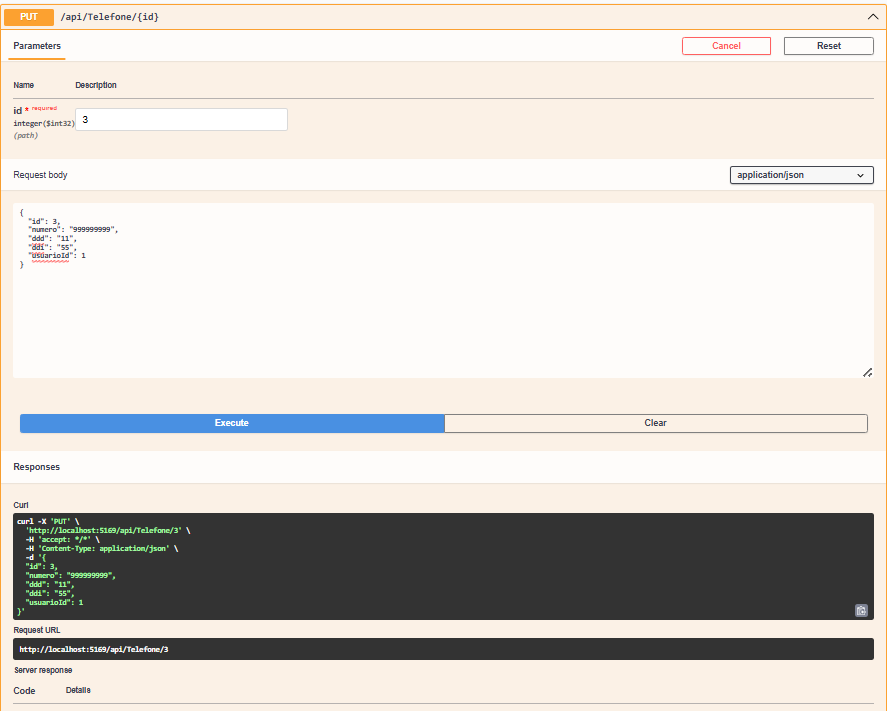 PUT /api/Telefone/{id}
Parameters Cancel Reset
Name Description
id * required
integer($int32) 3
(path)
Request body application/json
{
  "id": 3,
  "numero": "999999999",
  "ddd": "11",
  "ddi": "55",
  "usuarioId": 1
}
Execute Clear
Responses
Curl
curl -X 'PUT' \
  'http://localhost:5169/api/Telefone/3' \
  -H 'accept: */*' \
  -H 'Content-Type: application/json' \
  -d '{
  "id": 3,
  "numero": "999999999",
  "ddd": "11",
  "ddi": "55",
  "usuarioId": 1
}'
Request URL
http://localhost:5169/api/Telefone/3
Server response
Code Details